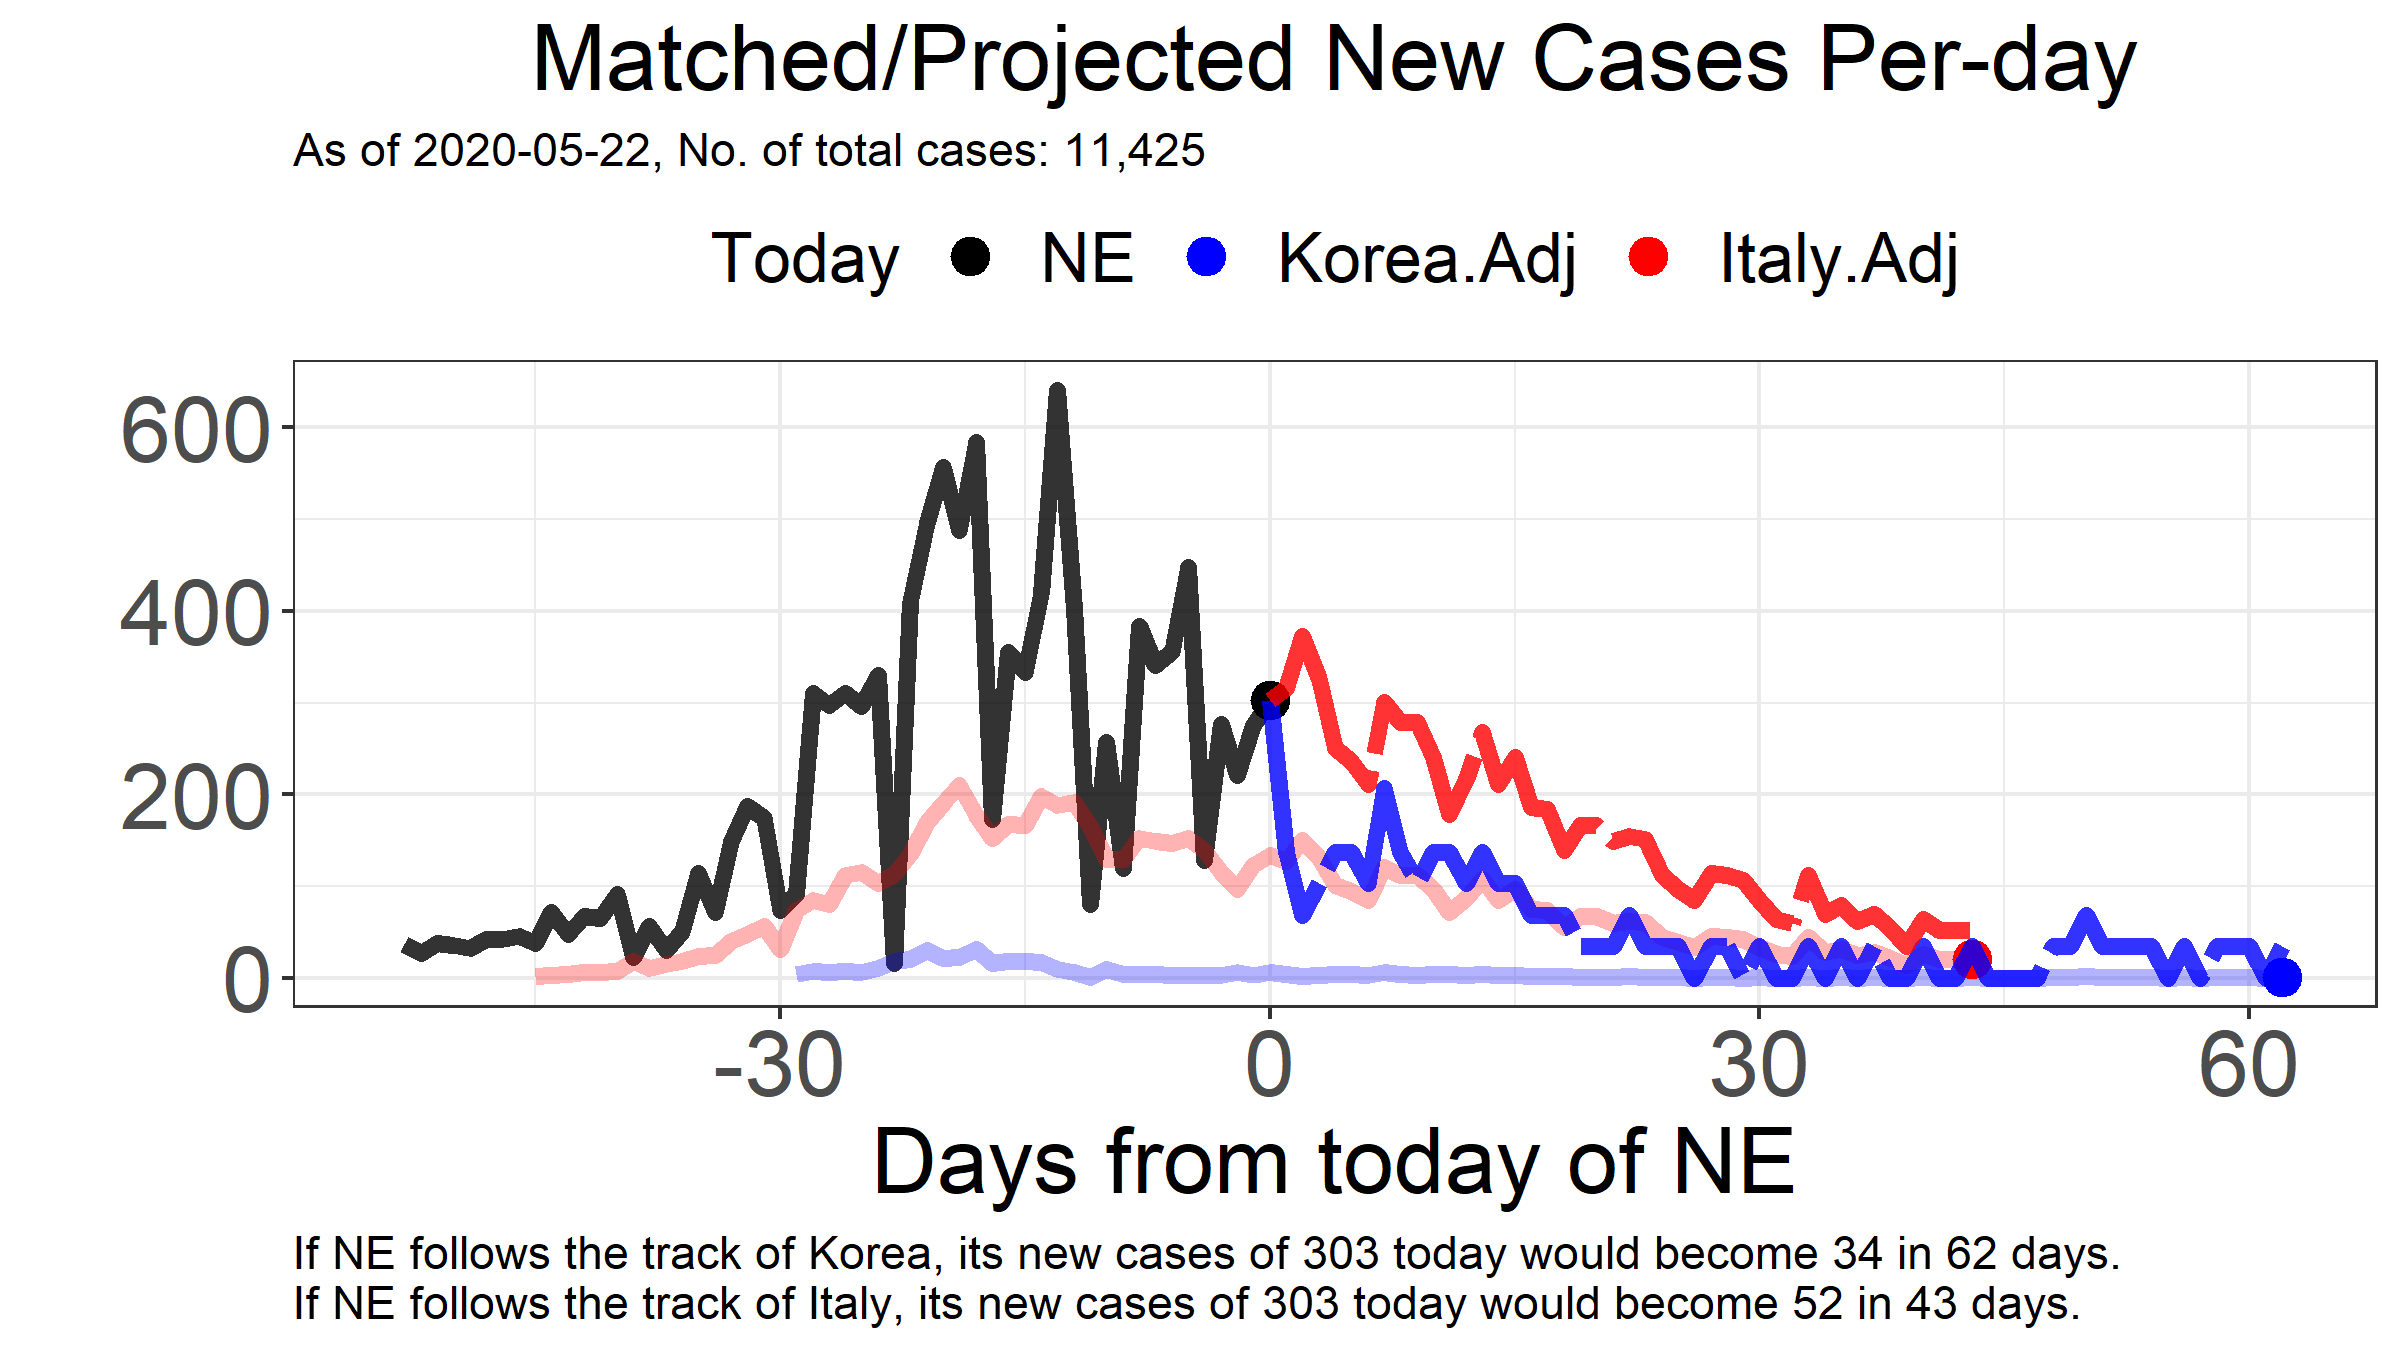 Matched/Projected New Cases Per-day
As of 2020-05-22, No. of total cases: 11,425
Today NE Korea.Adj Italy.Adj
600
400
200
0
-30 0 30 60
Days from today of NE
If NE follows the track of Korea, its new cases of 303 today would become 34 in 62 days.
If NE follows the track of Italy, its new cases of 303 today would become 52 in 43 days.